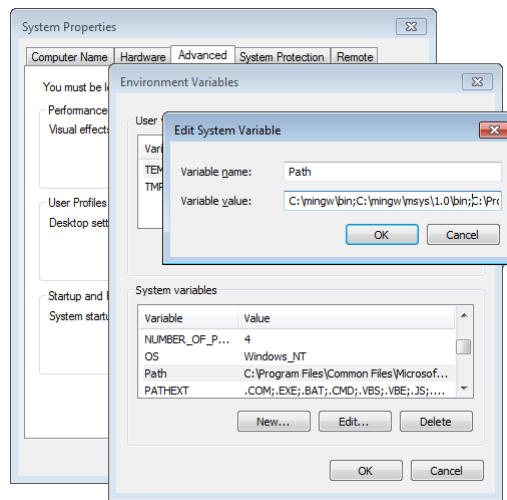 System Properties
Computer Name Hardware Advanced System Protection Remote
You must be l
Performance
Visual effect
User Profiles
Desktop sett
Startup and
System startu
Environment Variables
User
Vari
TEM
TMP
Edit System Variable
Variable name: Path
Variable value: C:\mingw\bin;C:\mingw\msys\1.0\bin;C:\Pro
OK Cancel
System variables
Variable Value
NUMBER_OF_P... 4
OS Windows_NT
Path C:\Program Files\Common Files\Microsof...
PATHEXT .COM;.EXE;.BAT;.CMD;.VBS;.VBE;.JS;....
New... Edit... Delete
OK Cancel